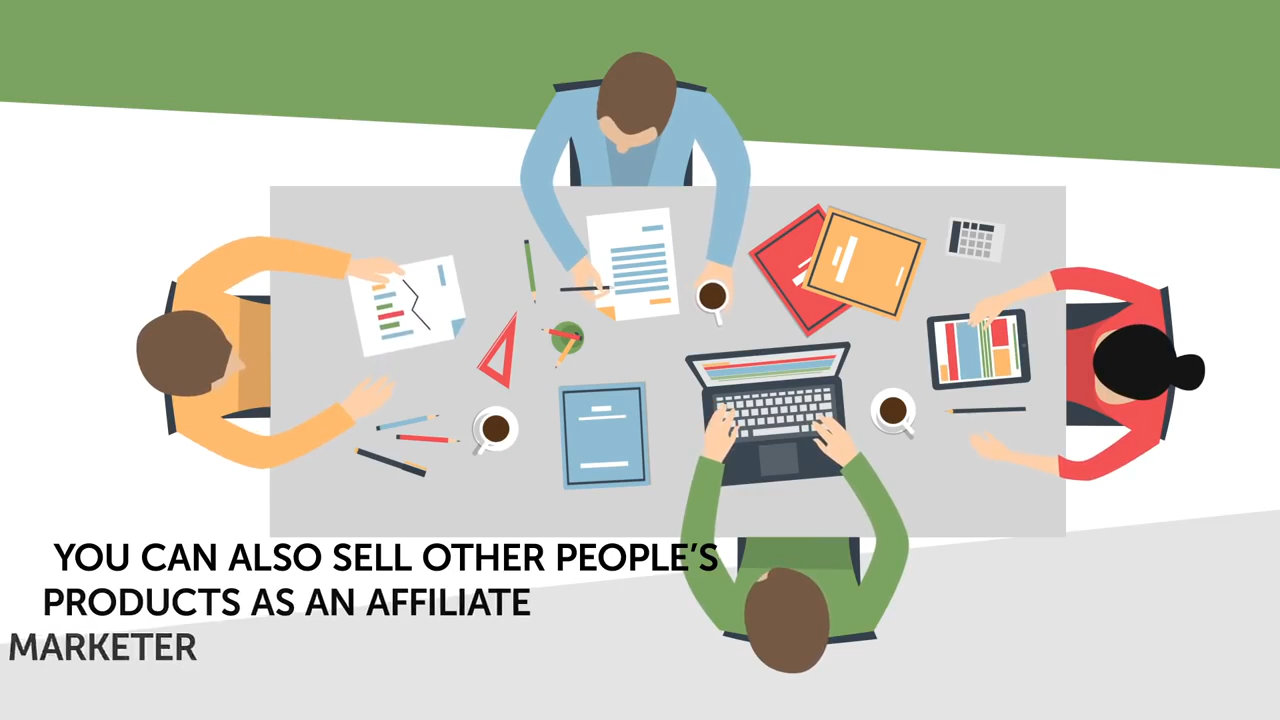 YOU CAN ALSO SELL OTHER PEOPLE'S
PRODUCTS AS AN AFFILIATE
MARKETER